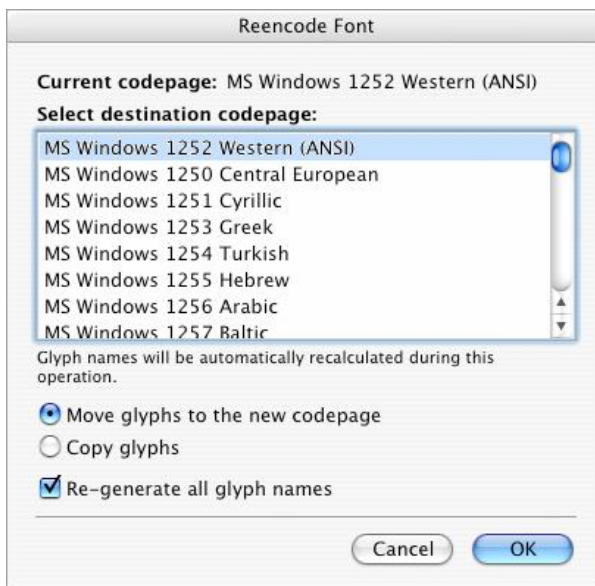 Reencode Font
Current codepage: MS Windows 1252 Western (ANSI)
Select destination codepage:
MS Windows 1252 Western (ANSI)
MS Windows 1250 Central European
MS Windows 1251 Cyrillic
MS Windows 1253 Greek
MS Windows 1254 Turkish
MS Windows 1255 Hebrew
MS Windows 1256 Arabic
MS Windows 1257 Baltic
Glyph names will be automatically recalculated during this
operation.
Move glyphs to the new codepage
Copy glyphs
Re-generate all glyph names
Cancel OK